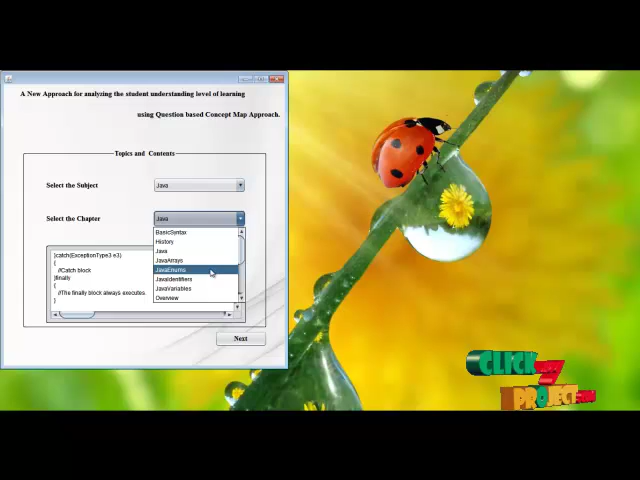 A New Approach for analyzing the student understanding level of learning
using Question based Concept Map Approach.
Topics and Contents
Select the Subject
Java
Select the Chapter
Java
BasicSyntax
History
Java
JavaArrays
JavaEnums
JavaIdentifiers
JavaVariables
Overview
}catch(ExceptionType3 e3)
{
//Catch block
}finally
{
//The finally block always executes.
}
Next
CLICK
PROJECT